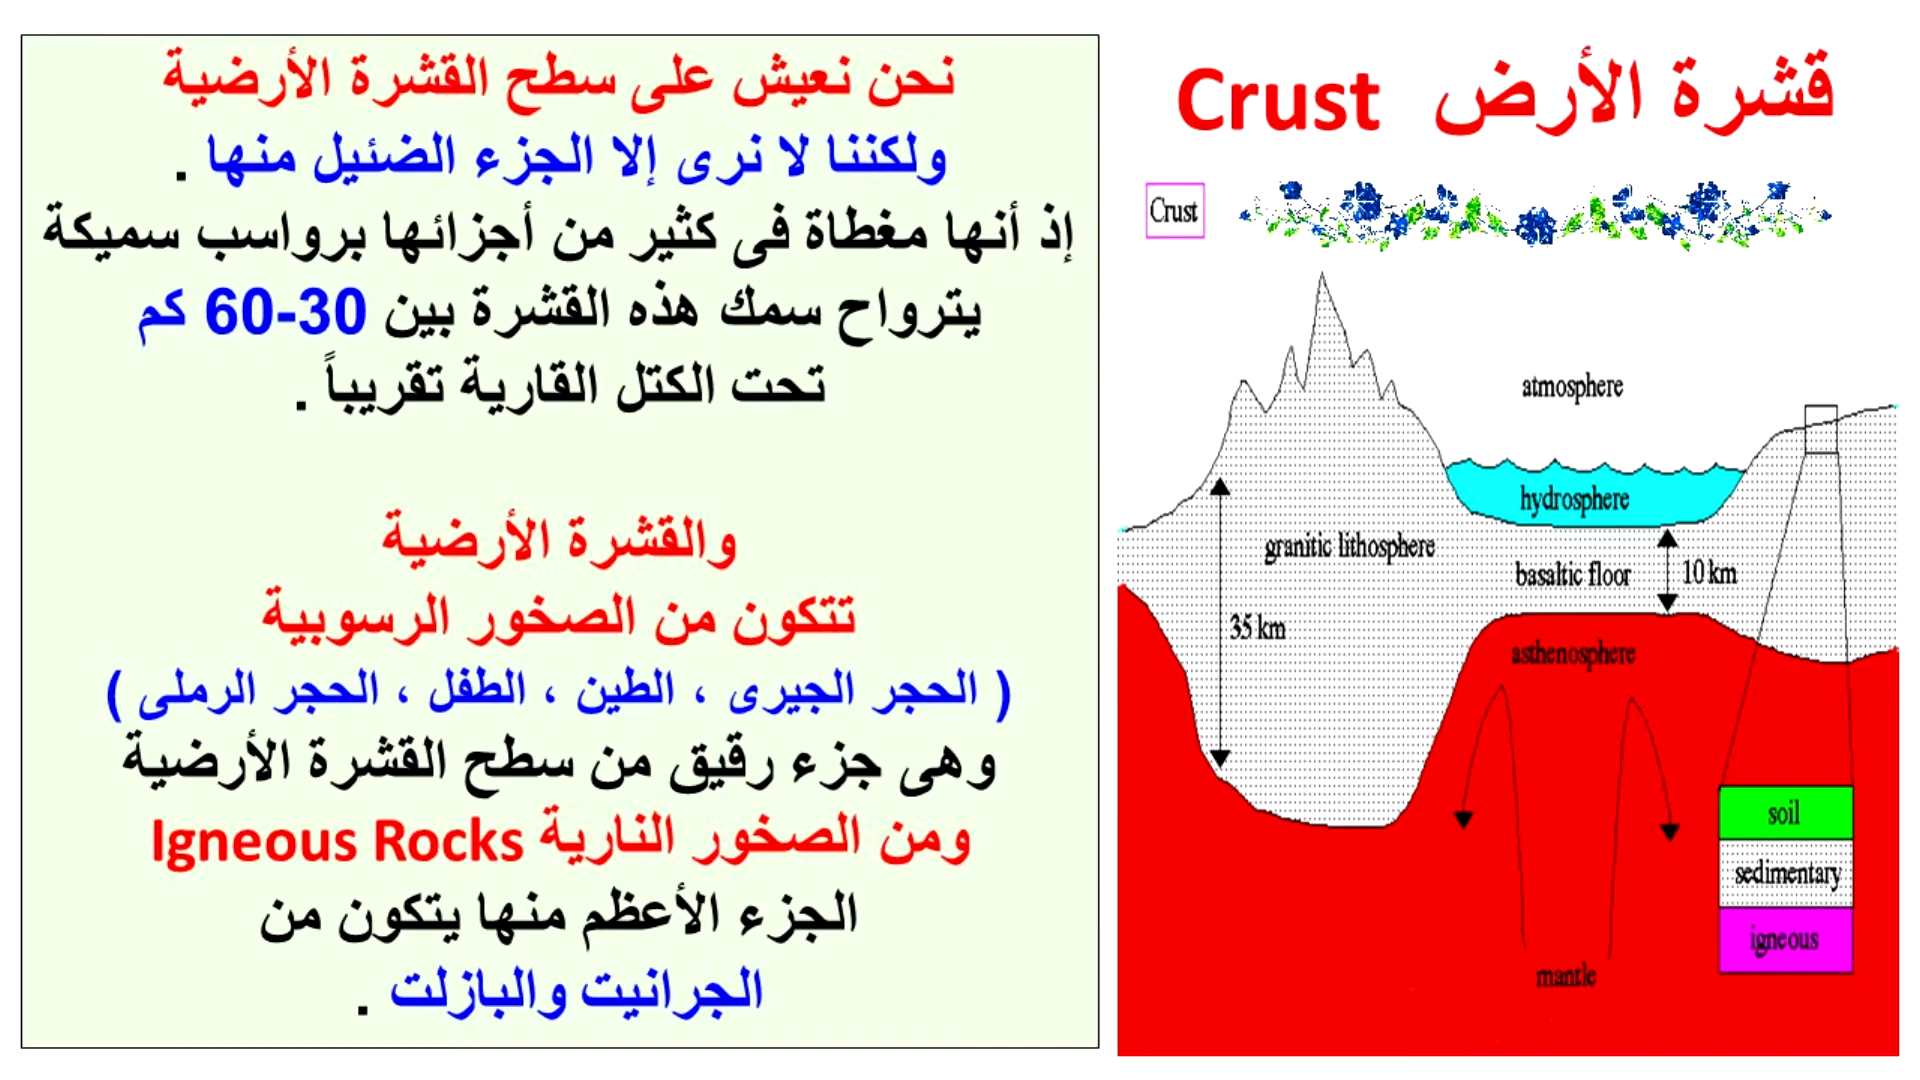 قشرة الأرض Crust
نحن نعيش على سطح القشرة الأرضية
ولكننا لا نرى إلا الجزء الضئيل منها .
إذ أنها مغطاة فى كثير من أجزائها برواسب سميكة
يترواح سمك هذه القشرة بين 30-60 كم
تحت الكتل القارية تقريباً .
والقشرة الأرضية
تتكون من الصخور الرسوبية
( الحجر الجيرى ، الطين ، الطفل ، الحجر الرملى )
وهى جزء رقيق من سطح القشرة الأرضية
ومن الصخور النارية Igneous Rocks
الجزء الأعظم منها يتكون من
الجرانيت والبازلت .
Crust
atmosphere
hydrosphere
granitic lithosphere
basaltic floor
10 km
35 km
asthenosphere
soil
sedimentary
igneous
mantle